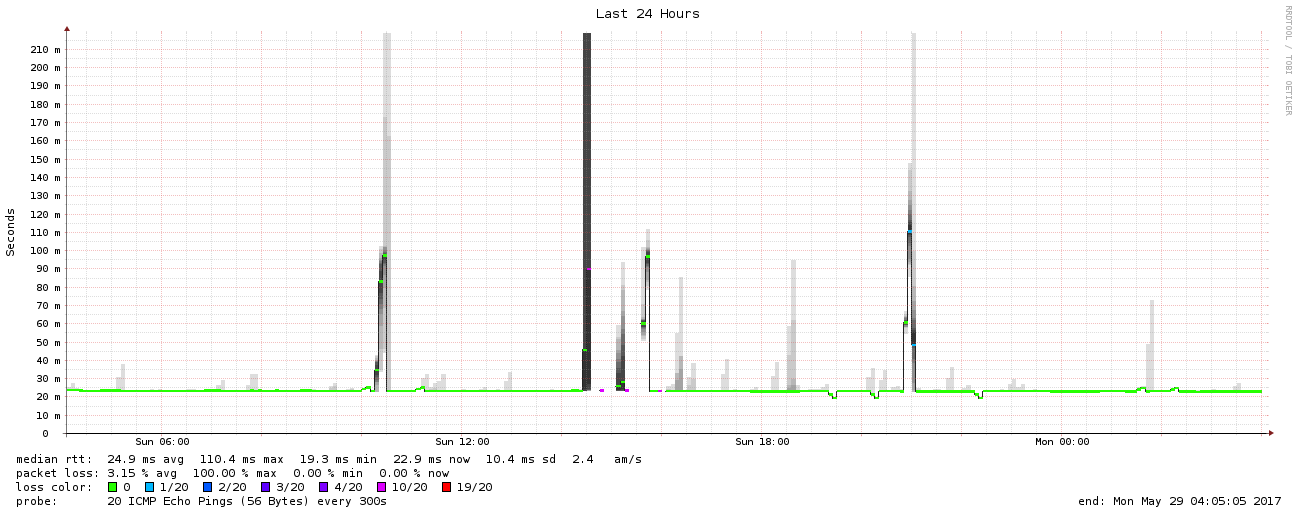 Last 24 Hours
RRDTOOL / TOBI OETIKER
Seconds
210 m
200 m
190 m
180 m
170 m
160 m
150 m
140 m
130 m
120 m
110 m
100 m
90 m
80 m
70 m
60 m
50 m
40 m
30 m
20 m
10 m
0
Sun 06:00 Sun 12:00 Sun 18:00 Mon 00:00
median rtt: 24.9 ms avg 110.4 ms max 19.3 ms min 22.9 ms now 10.4 ms sd 2.4 am/s
packet loss: 3.15 % avg 100.00 % max 0.00 % min 0.00 % now
loss color: 0 1/20 2/20 3/20 4/20 10/20 19/20
probe: 20 ICMP Echo Pings (56 Bytes) every 300s end: Mon May 29 04:05:05 2017